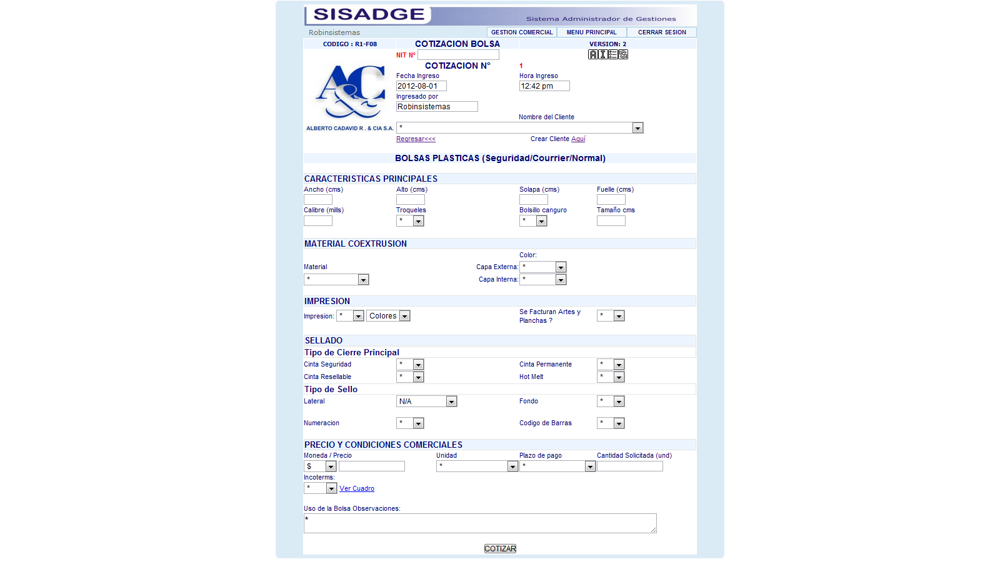 SISADGE
Sistema Administrador de Gestiones
Robinsistemas
GESTION COMERCIAL MENU PRINCIPAL CERRAR SESION
CODIGO : R1-F08 COTIZACION BOLSA VERSION: 2
NIT N°
COTIZACION N° 1
Fecha Ingreso Hora Ingreso
2012-08-01 12:42 pm
Ingresado por
Robinsistemas
A&C
ALBERTO CADAVID R . & CIA S.A.
Nombre del Cliente
*
Regresar<<< Crear Cliente Aquí
BOLSAS PLASTICAS (Seguridad/Courrier/Normal)
CARACTERISTICAS PRINCIPALES
Ancho (cms) Alto (cms) Solapa (cms) Fuelle (cms)
Calibre (mills) Troqueles Bolsillo canguro Tamaño cms
* *
MATERIAL COEXTRUSION
Color:
Material Capa Externa: *
* Capa Interna: *
IMPRESION
Impresion: * Colores Se Facturan Artes y
Planchas ? *
SELLADO
Tipo de Cierre Principal
Cinta Seguridad * Cinta Permanente *
Cinta Resellable * Hot Melt *
Tipo de Sello
Lateral N/A Fondo *
Numeracion * Codigo de Barras *
PRECIO Y CONDICIONES COMERCIALES
Moneda / Precio Unidad Plazo de pago Cantidad Solicitada (und)
$ * *
Incoterms:
* Ver Cuadro
Uso de la Bolsa Observaciones:
*
COTIZAR